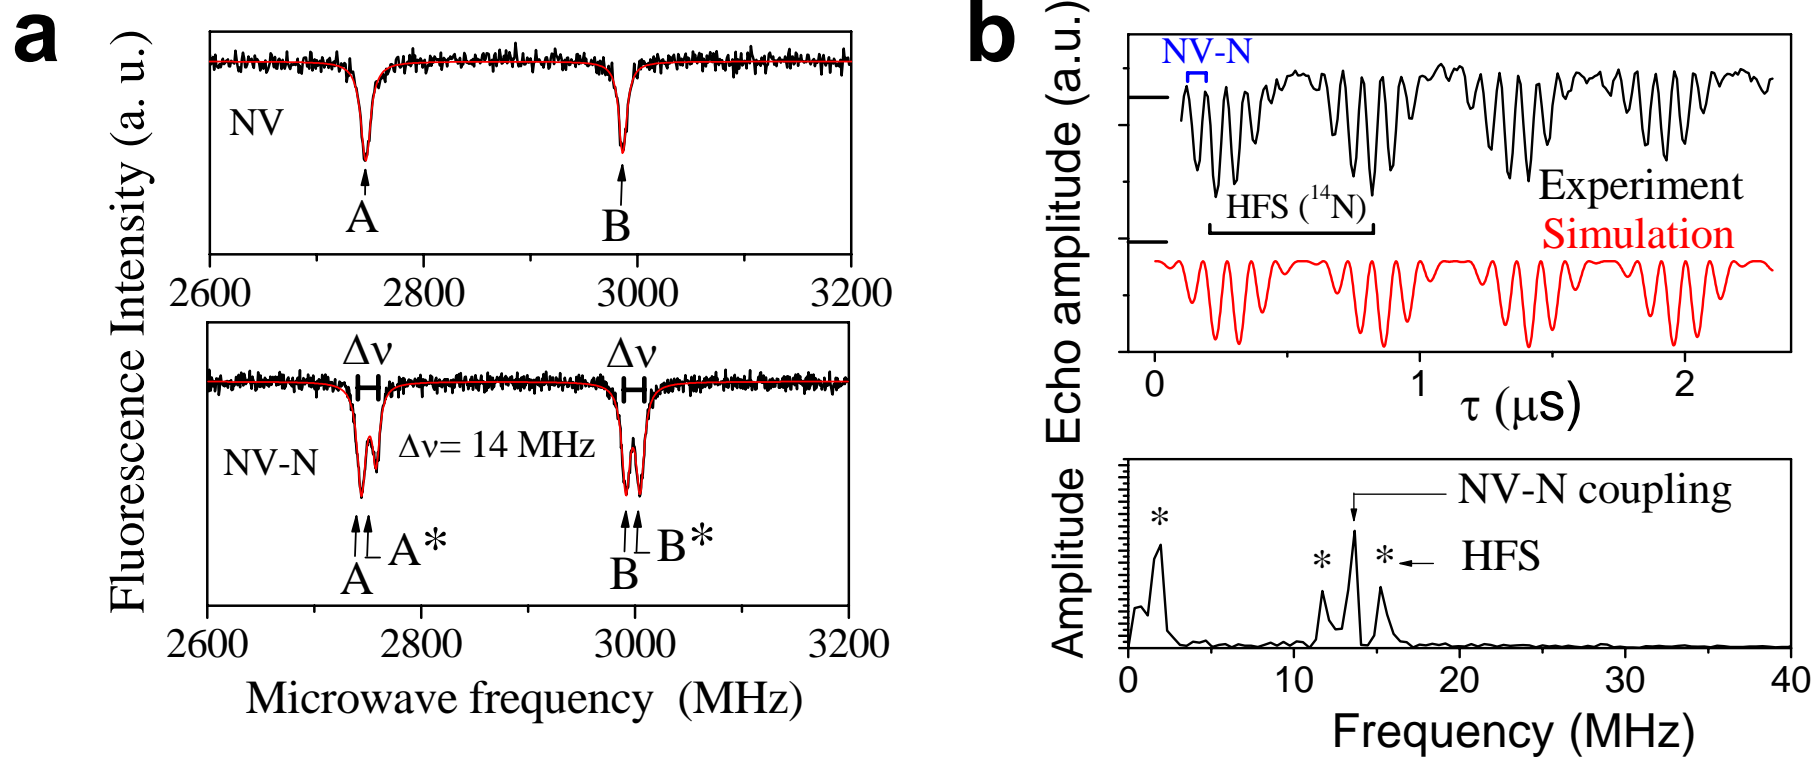 a
Fluorescence Intensity (a. u.)
NV
A
B
2600 2800 3000 3200
Δν Δν
Δν= 14 MHz
NV-N
A A*
B B*
2600 2800 3000 3200
Microwave frequency (MHz)
b
Echo amplitude (a.u.)
NV-N
HFS (14N)
Experiment
Simulation
0 1 2
τ (μs)
Amplitude
NV-N coupling
* * * HFS
0 10 20 30 40
Frequency (MHz)